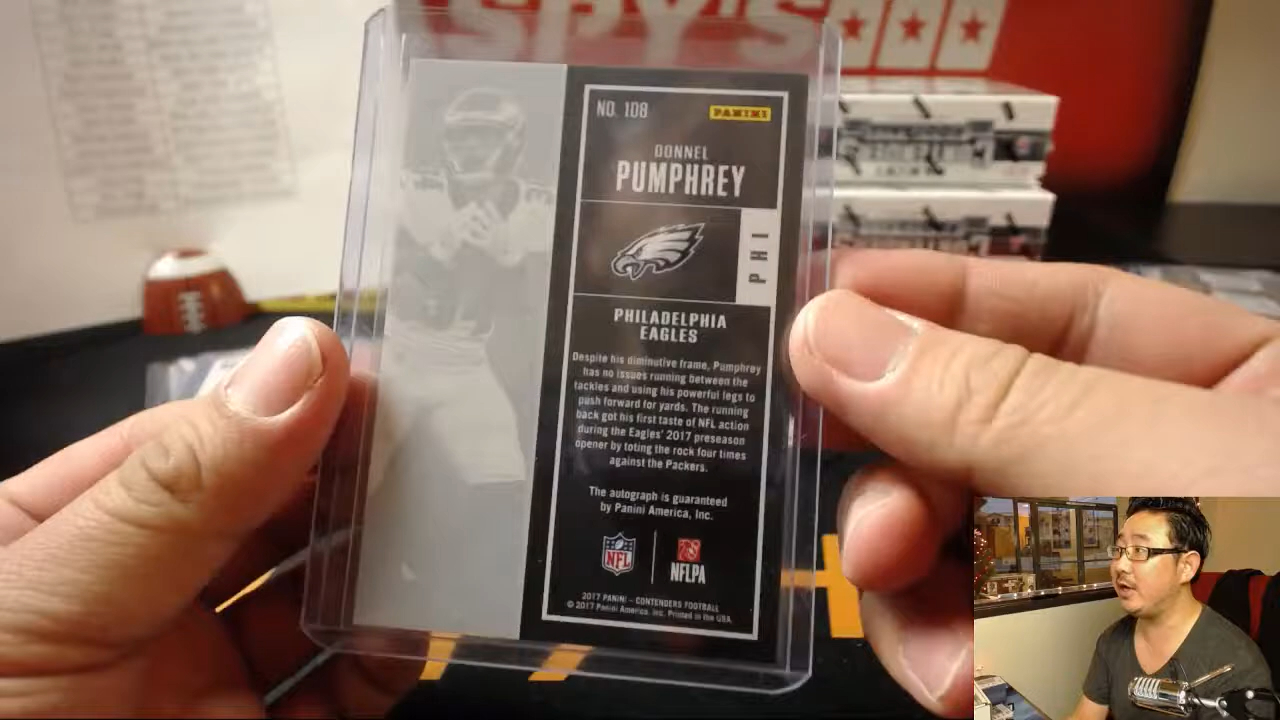 SPY'S
NO. 108
PANINI
DONNEL
PUMPHREY
PHI
PHILADELPHIA
EAGLES
Despite his diminutive frame, Pumphrey
has no issues running between the
tackles and using his powerful legs to
push forward for yards. The running
back got his first taste of NFL action
during the Eagles' 2017 preseason
opener by toting the rock four times
against the Packers.
The autograph is guaranteed
by Panini America, Inc.
NFL
NFLPA
2017 PANINI – CONTENDERS FOOTBALL
© 2017 Panini America, Inc. Printed in the USA.